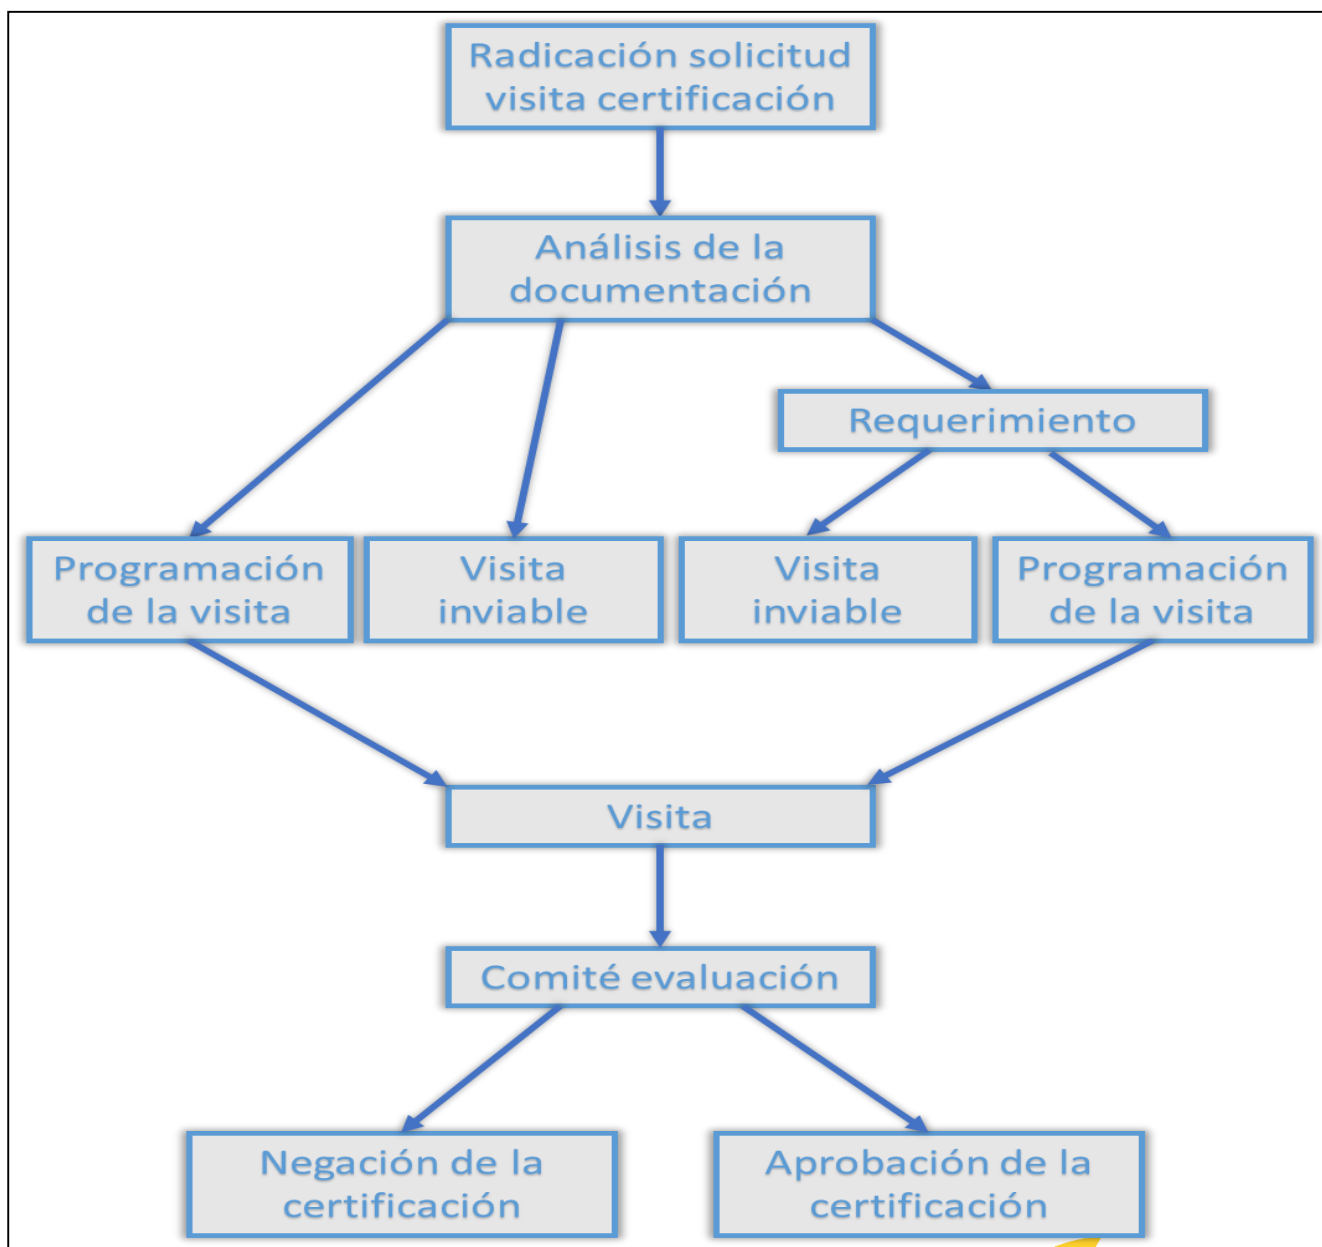 Radicación solicitud
visita certificación
Análisis de la
documentación
Requerimiento
Programación
de la visita
Visita
inviable
Visita
inviable
Programación
de la visita
Visita
Comité evaluación
Negación de la
certificación
Aprobación de la
certificación